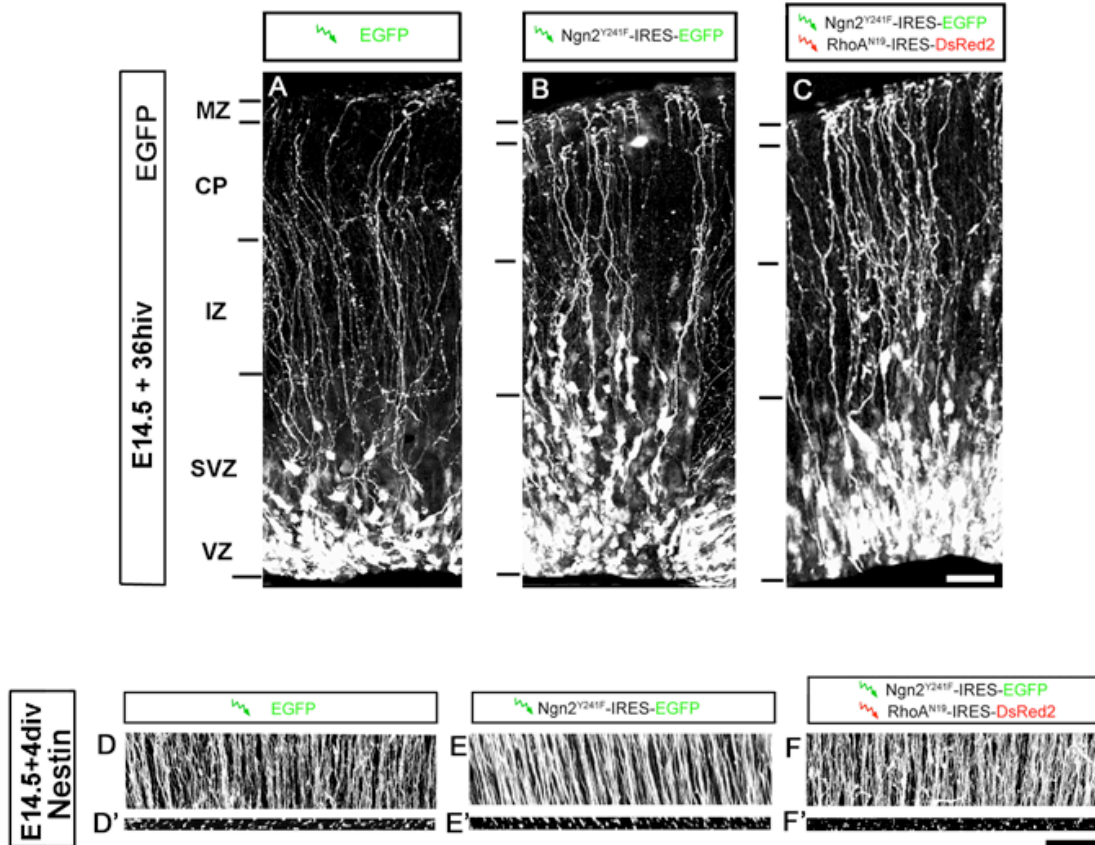 EGFP
Ngn2Y241F-IRES-EGFP
Ngn2Y241F-IRES-EGFP
RhoAN19-IRES-DsRed2
E14.5 + 36hiv EGFP
A
B
C
MZ
CP
IZ
SVZ
VZ
EGFP
Ngn2Y241F-IRES-EGFP
Ngn2Y241F-IRES-EGFP
RhoAN19-IRES-DsRed2
E14.5+4div
Nestin
D
E
F
D'
E'
F'